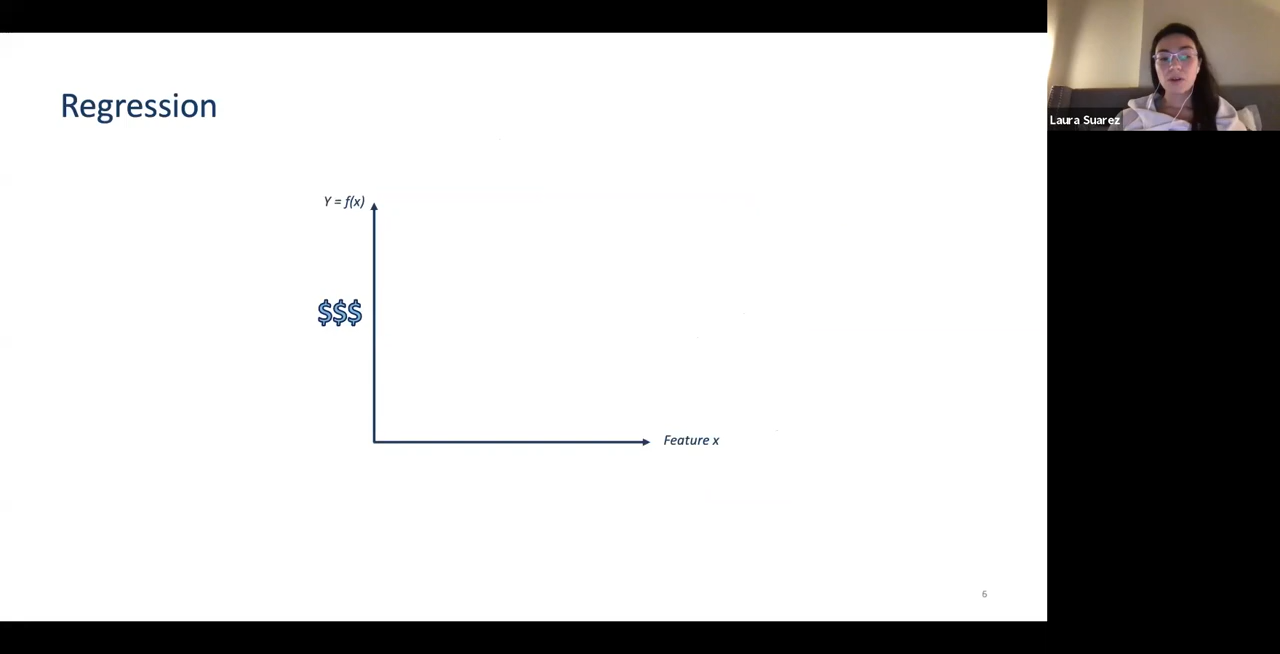 Regression
Laura Suarez
Y = f(x)
$$$
Feature x
6